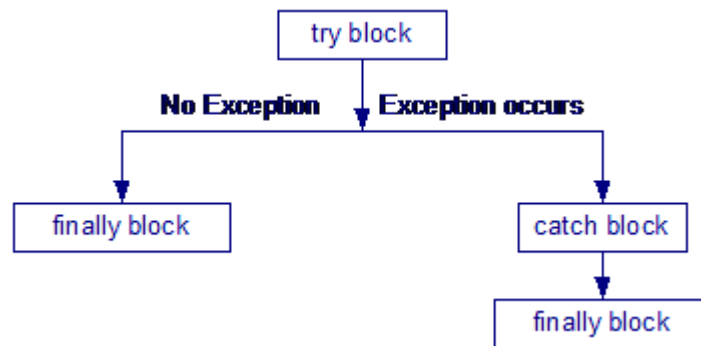 try block
No Exception
Exception occurs
finally block
catch block
finally block